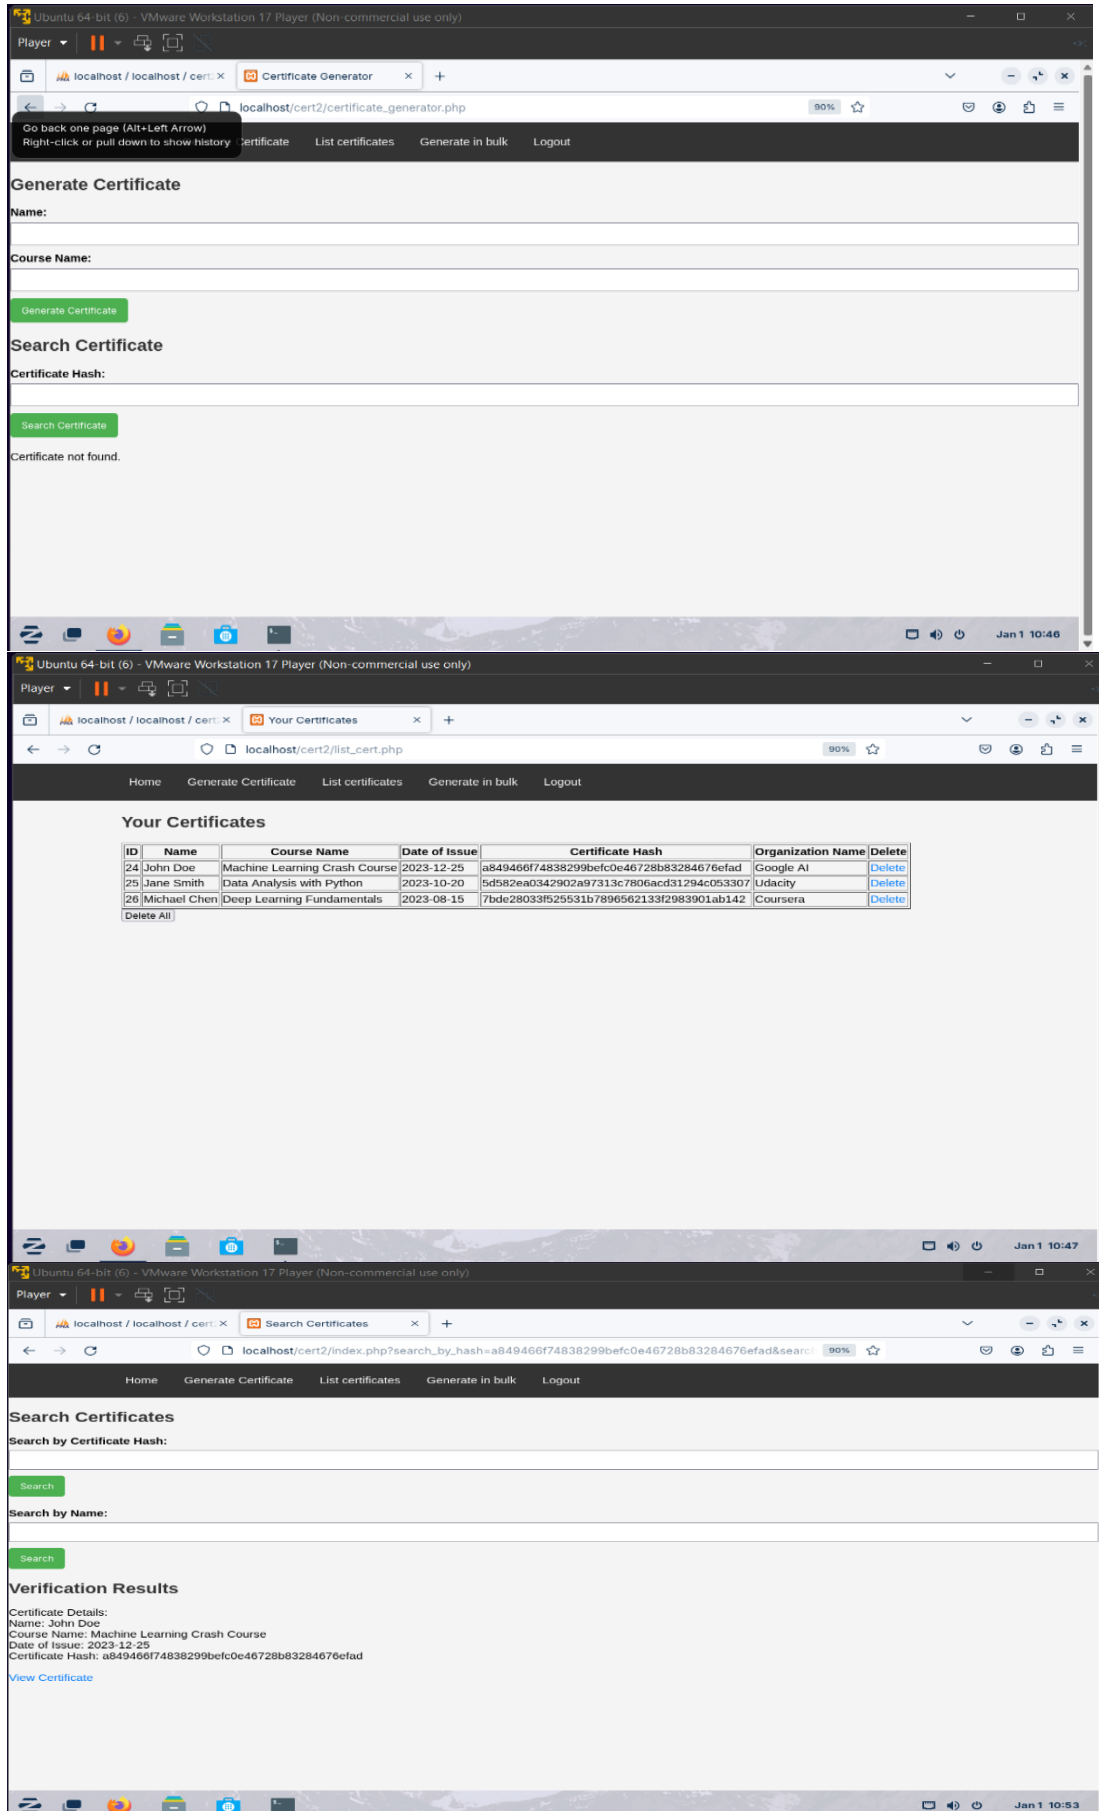 Ubuntu 64-bit (6) - VMware Workstation 17 Player (Non-commercial use only)
Player
localhost / localhost / cert
Certificate Generator
localhost/cert2/certificate_generator.php
90%
Go back one page (Alt+Left Arrow)
Right-click or pull down to show history
Certificate
List certificates
Generate in bulk
Logout
Generate Certificate
Name:
Course Name:
Generate Certificate
Search Certificate
Certificate Hash:
Search Certificate
Certificate not found.
Jan 1 10:46
Ubuntu 64-bit (6) - VMware Workstation 17 Player (Non-commercial use only)
Player
localhost / localhost / cert
Your Certificates
localhost/cert2/list_cert.php
90%
Home Generate Certificate List certificates Generate in bulk Logout
Your Certificates
ID Name Course Name Date of Issue Certificate Hash Organization Name Delete
24 John Doe Machine Learning Crash Course 2023-12-25 a849466f74838299befc0e46728b83284676efad Google AI Delete
25 Jane Smith Data Analysis with Python 2023-10-20 5d582ea0342902a97313c7806acd31294c053307 Udacity Delete
26 Michael Chen Deep Learning Fundamentals 2023-08-15 7bde28033f525531b7896562133f2983901ab142 Coursera Delete
Delete All
Jan 1 10:47
Ubuntu 64-bit (6) - VMware Workstation 17 Player (Non-commercial use only)
Player
localhost / localhost / cert
Search Certificates
localhost/cert2/index.php?search_by_hash=a849466f74838299befc0e46728b83284676efad&searc
90%
Home Generate Certificate List certificates Generate in bulk Logout
Search Certificates
Search by Certificate Hash:
Search
Search by Name:
Search
Verification Results
Certificate Details:
Name: John Doe
Course Name: Machine Learning Crash Course
Date of Issue: 2023-12-25
Certificate Hash: a849466f74838299befc0e46728b83284676efad
View Certificate
Jan 1 10:53